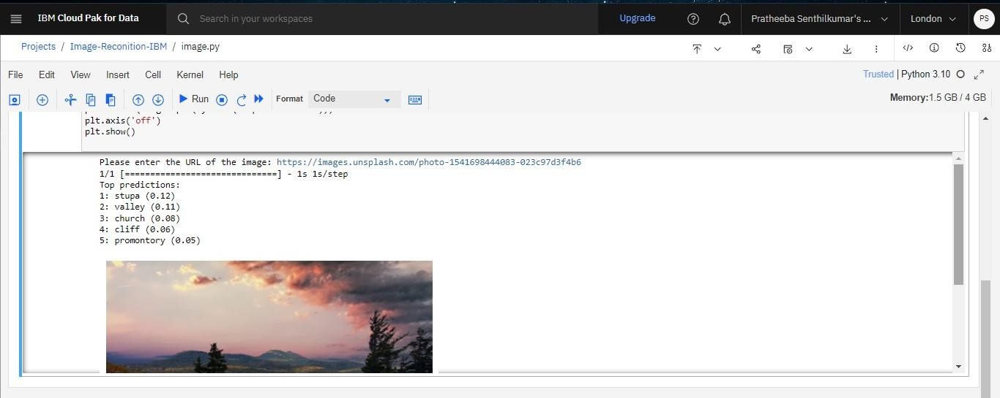 IBM Cloud Pak for Data
Search in your workspaces
Upgrade
Pratheeba Senthilkumar's ...
London
PS
Projects / Image-Reconition-IBM / image.py
File Edit View Insert Cell Kernel Help
Trusted | Python 3.10
Run
Format
Code
Memory:1.5 GB / 4 GB
plt.axis('off')
plt.show()
Please enter the URL of the image: https://images.unsplash.com/photo-1541698444083-023c97d3f4b6
1/1 [==============================] - 1s 1s/step
Top predictions:
1: stupa (0.12)
2: valley (0.11)
3: church (0.08)
4: cliff (0.06)
5: promontory (0.05)